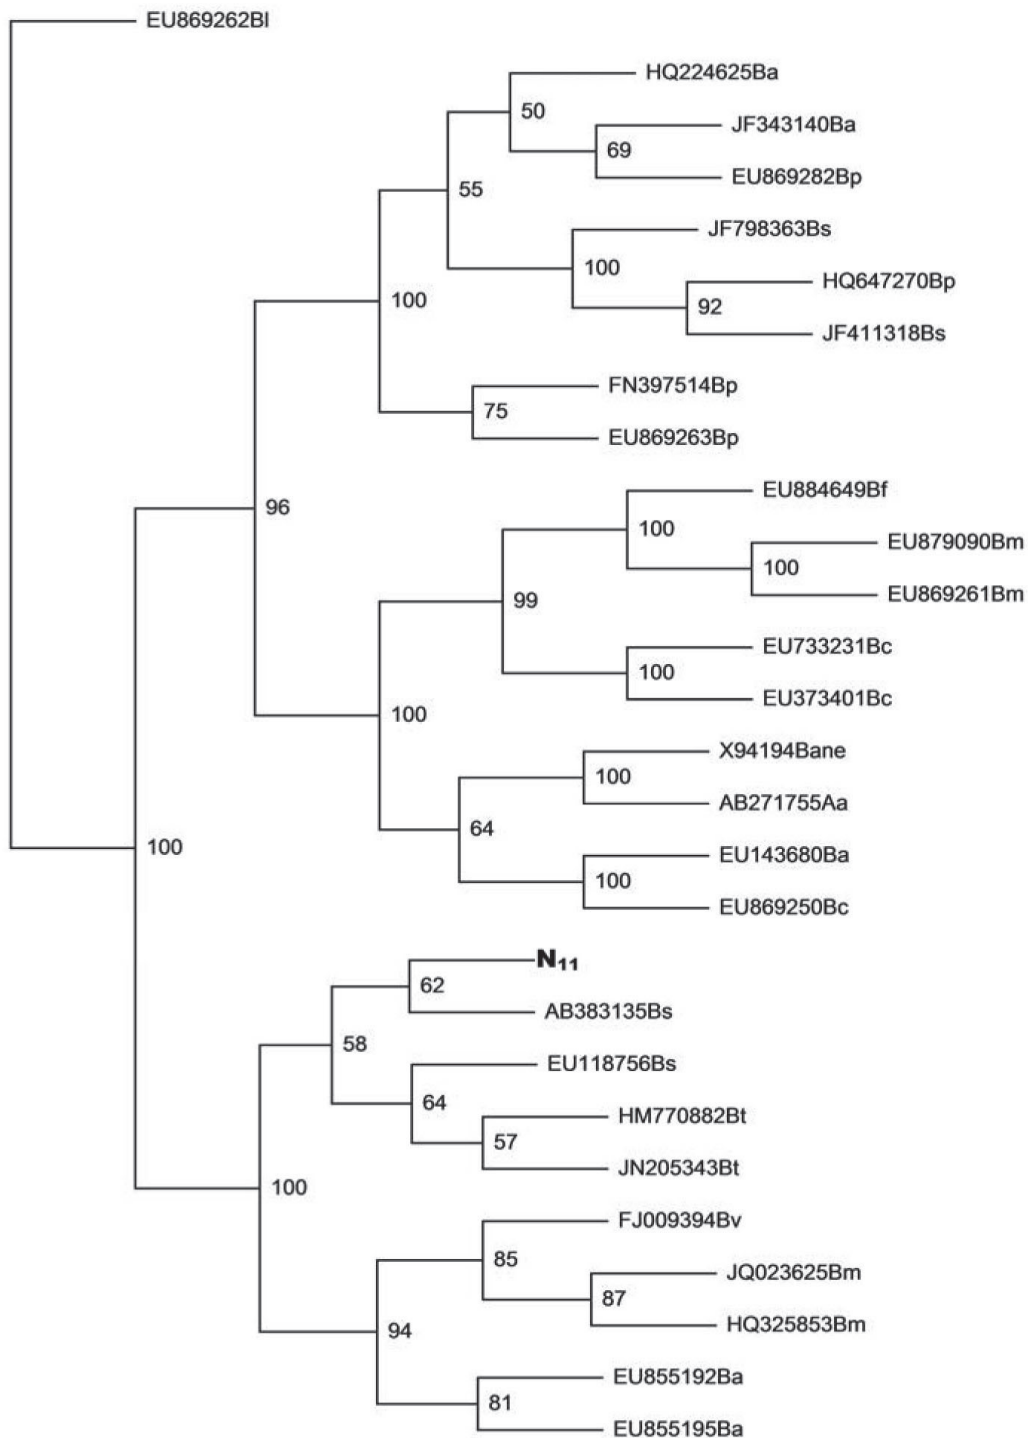 EU869262Bl
HQ224625Ba
50
JF343140Ba
69
EU869282Bp
55
JF798363Bs
100
HQ647270Bp
92
JF411318Bs
100
FN397514Bp
75
EU869263Bp
96
EU884649Bf
100
EU879090Bm
100
EU869261Bm
99
EU733231Bc
100
EU373401Bc
100
X94194Bane
100
AB271755Aa
64
EU143680Ba
100
EU869250Bc
100
N11
62
AB383135Bs
58
EU118756Bs
64
HM770882Bt
57
JN205343Bt
100
FJ009394Bv
85
JQ023625Bm
87
HQ325853Bm
94
EU855192Ba
81
EU855195Ba